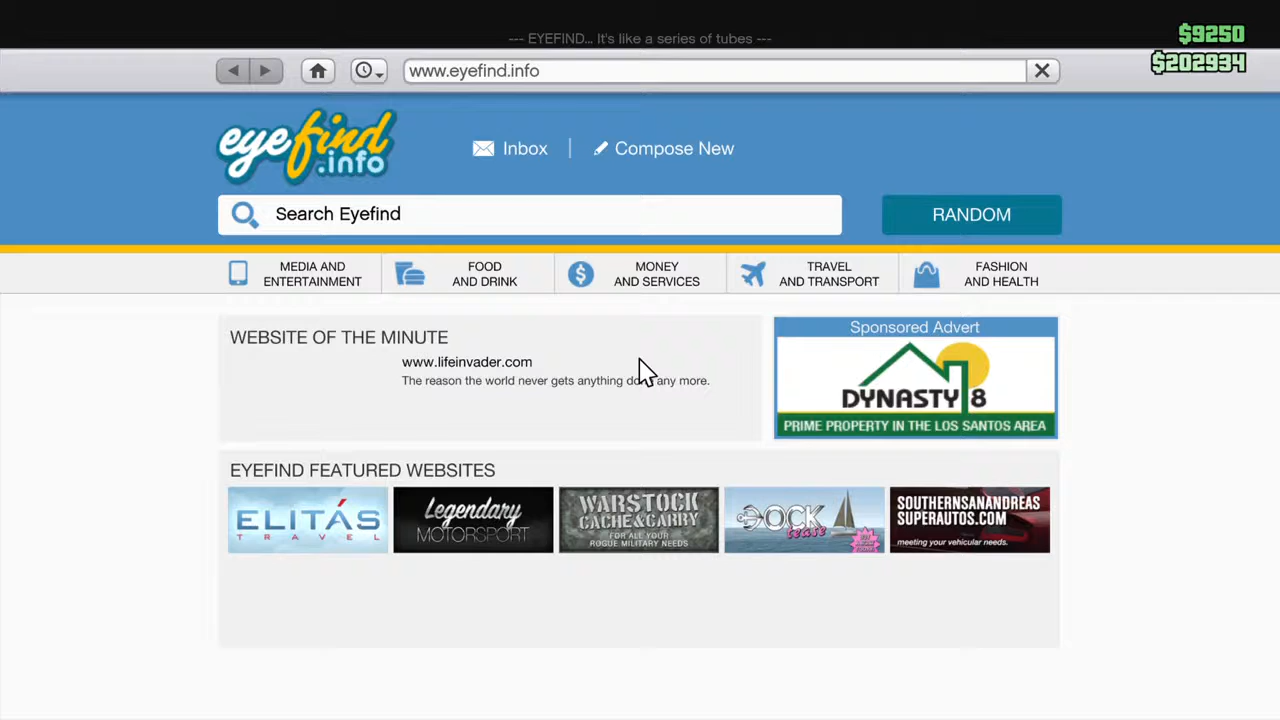 --- EYEFIND... It's like a series of tubes ---
$9250
$202934
www.eyefind.info
eyefind
.info
Inbox
Compose New
Search Eyefind
RANDOM
MEDIA AND
ENTERTAINMENT
FOOD
AND DRINK
MONEY
AND SERVICES
TRAVEL
AND TRANSPORT
FASHION
AND HEALTH
WEBSITE OF THE MINUTE
www.lifeinvader.com
The reason the world never gets anything do any more.
Sponsored Advert
DYNASTY 8
PRIME PROPERTY IN THE LOS SANTOS AREA
EYEFIND FEATURED WEBSITES
ELITÁS
TRAVEL
Legendary
MOTORSPORT
WARSTOCK
CACHE&CARRY
FOR ALL YOUR
ROGUE MILITARY NEEDS
DOCK
tease
SOUTHERNSANANDREAS
SUPERAUTOS.COM
meeting your vehicular needs.